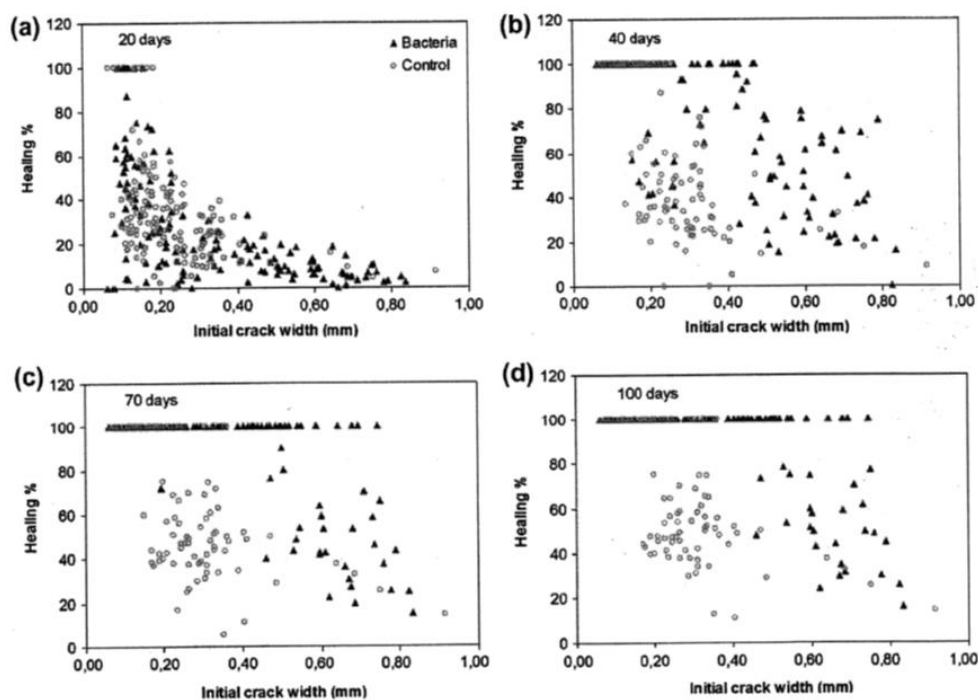 (a)
20 days
Bacteria
Control
120
100
80
60
40
20
0
Healing %
0,00 0,20 0,40 0,60 0,80 1,00
Initial crack width (mm)
(b)
40 days
120
100
80
60
40
20
0
Healing %
0,00 0,20 0,40 0,60 0,80 1,00
Initial crack width (mm)
(c)
70 days
120
100
80
60
40
20
0
Healing %
0,00 0,20 0,40 0,60 0,80 1,00
Initial crack width (mm)
(d)
100 days
120
100
80
60
40
20
0
Healing %
0,00 0,20 0,40 0,60 0,80 1,00
Initial crack width (mm)